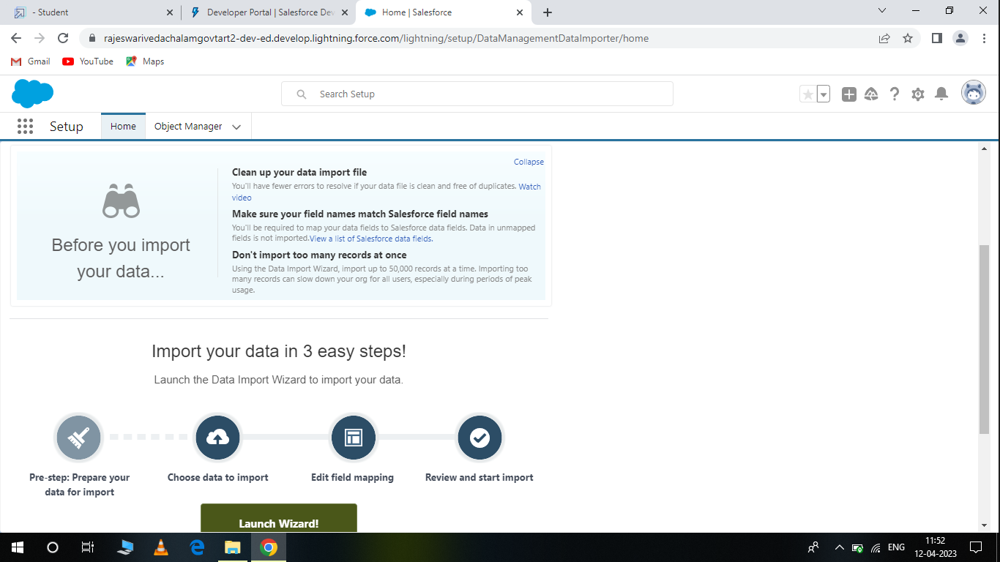 - Student
Developer Portal | Salesforce Dev
Home | Salesforce
rajeswarivedachalamgovtart2-dev-ed.develop.lightning.force.com/lightning/setup/DataManagementDataImporter/home
Gmail
YouTube
Maps
Search Setup
Setup
Home
Object Manager
Collapse
Before you import
your data...
Clean up your data import file
You'll have fewer errors to resolve if your data file is clean and free of duplicates. Watch
video
Make sure your field names match Salesforce field names
You'll be required to map your data fields to Salesforce data fields. Data in unmapped
fields is not imported.View a list of Salesforce data fields.
Don't import too many records at once
Using the Data Import Wizard, import up to 50,000 records at a time. Importing too
many records can slow down your org for all users, especially during periods of peak
usage.
Import your data in 3 easy steps!
Launch the Data Import Wizard to import your data.
Pre-step: Prepare your
data for import
Choose data to import
Edit field mapping
Review and start import
Launch Wizard!
ENG
11:52
12-04-2023